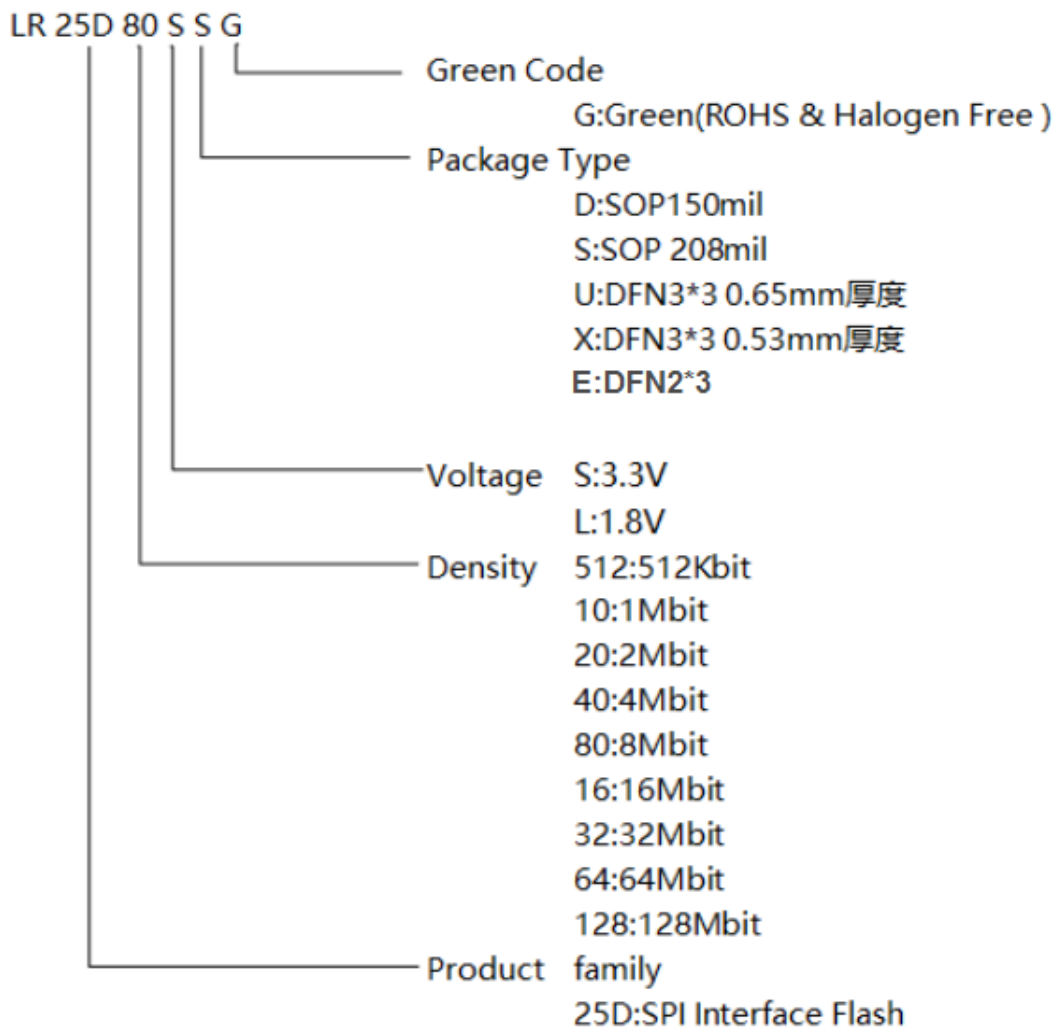 LR 25D 80 S S G
Green Code
G:Green(ROHS & Halogen Free )
Package Type
D:SOP150mil
S:SOP 208mil
U:DFN3*3 0.65mm厚度
X:DFN3*3 0.53mm厚度
E:DFN2*3
Voltage S:3.3V
L:1.8V
Density 512:512Kbit
10:1Mbit
20:2Mbit
40:4Mbit
80:8Mbit
16:16Mbit
32:32Mbit
64:64Mbit
128:128Mbit
Product family
25D:SPI Interface Flash